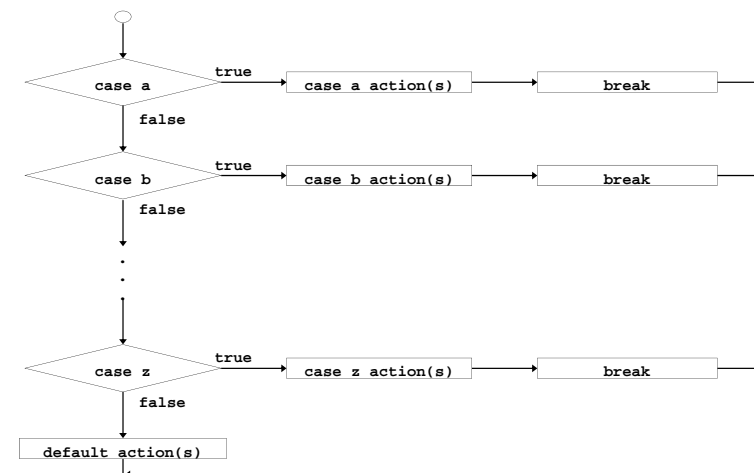 true
case a
case a action(s)
break
false
true
case b
case b action(s)
break
false
.
.
.
true
case z
case z action(s)
break
false
default action(s)